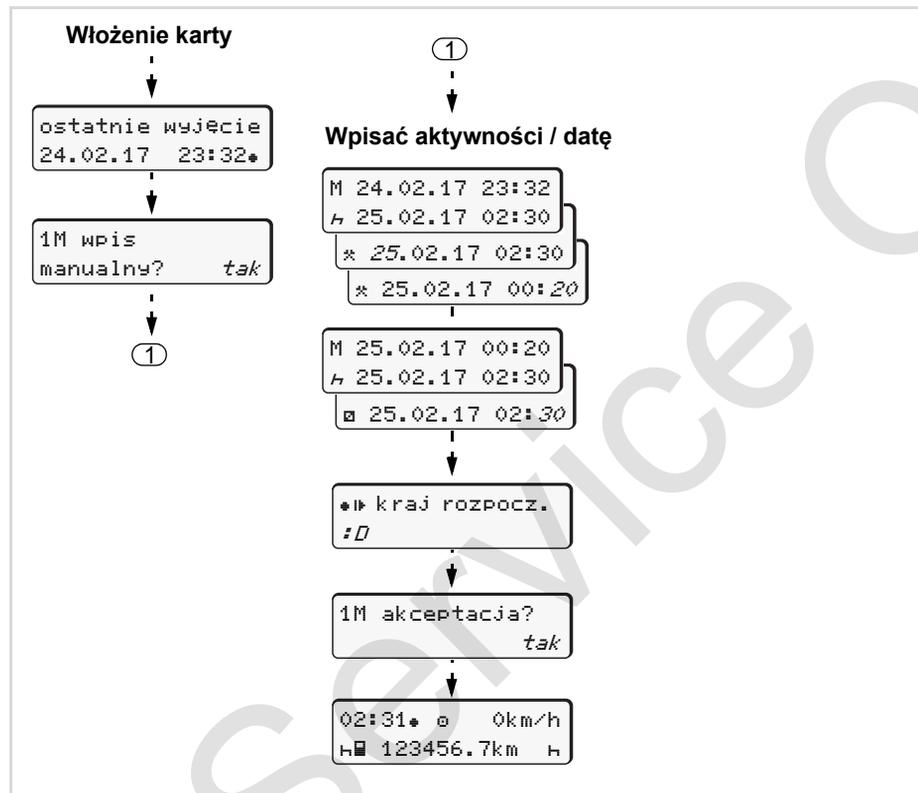 Włożenie karty
ostatnie wyjęcie
24.02.17 23:32
1M wpis
manualny? tak
1
1
Wpisać aktywności / datę
M 24.02.17 23:32
25.02.17 02:30
25.02.17 02:30
25.02.17 00:20
M 25.02.17 00:20
25.02.17 02:30
25.02.17 02:30
kraj rozpocz.
:D
1M akceptacja?
tak
02:31 0km/h
123456.7km
Service